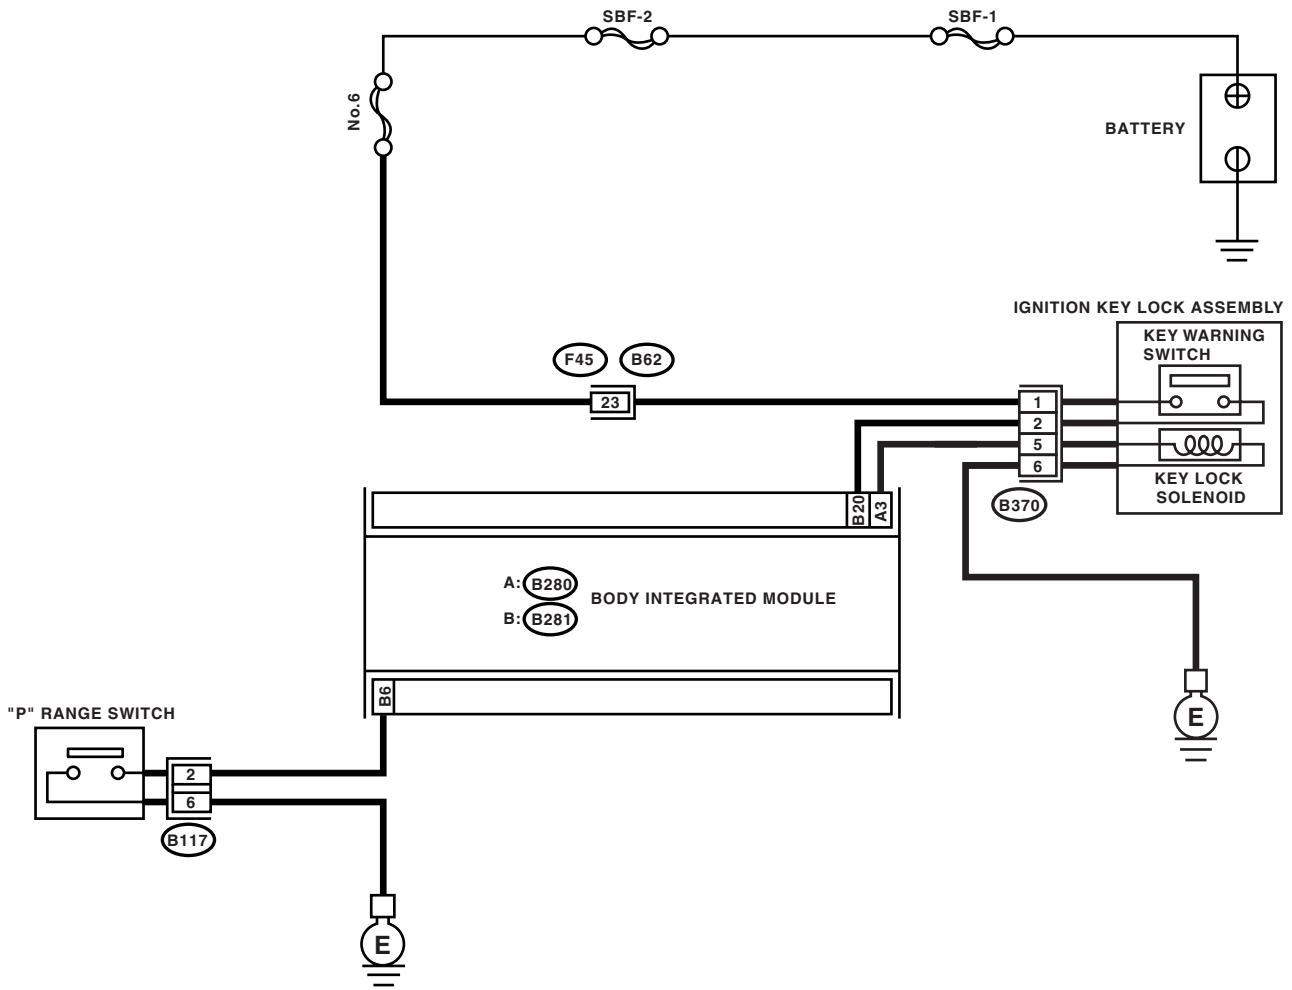 SBF-2
SBF-1
No.6
BATTERY
IGNITION KEY LOCK ASSEMBLY
KEY WARNING
SWITCH
F45
B62
23
1
2
5
6
KEY LOCK
SOLENOID
B370
B20
A3
A: B280
BODY INTEGRATED MODULE
B: B281
B6
"P" RANGE SWITCH
E
2
6
B117
E